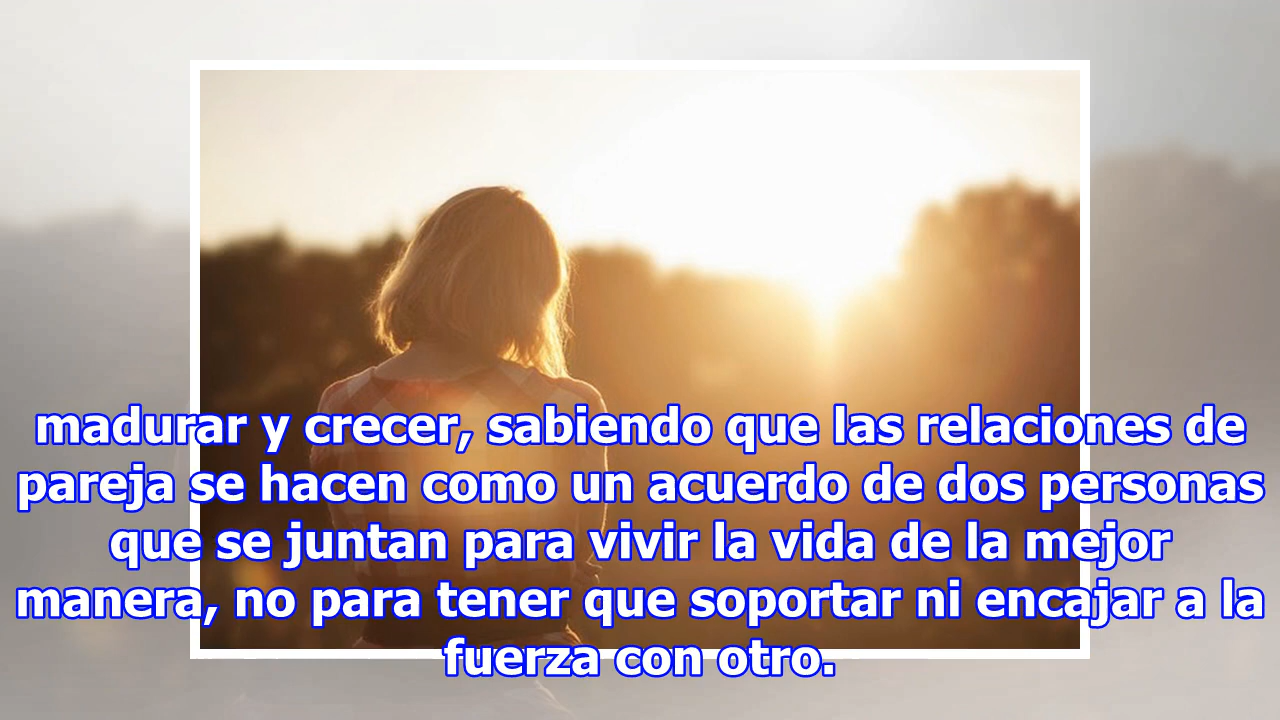 madurar y crecer, sabiendo que las relaciones de
pareja se hacen como un acuerdo de dos personas
que se juntan para vivir la vida de la mejor
manera, no para tener que soportar ni encajar a la
fuerza con otro.